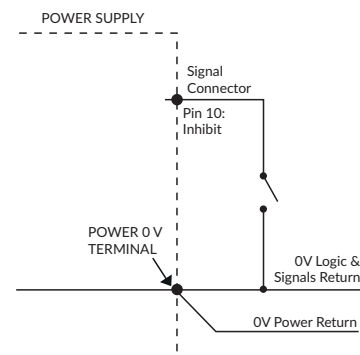 POWER SUPPLY
Signal
Connector
Pin 10:
Inhibit
POWER 0 V
TERMINAL
0V Logic &
Signals Return
0V Power Return